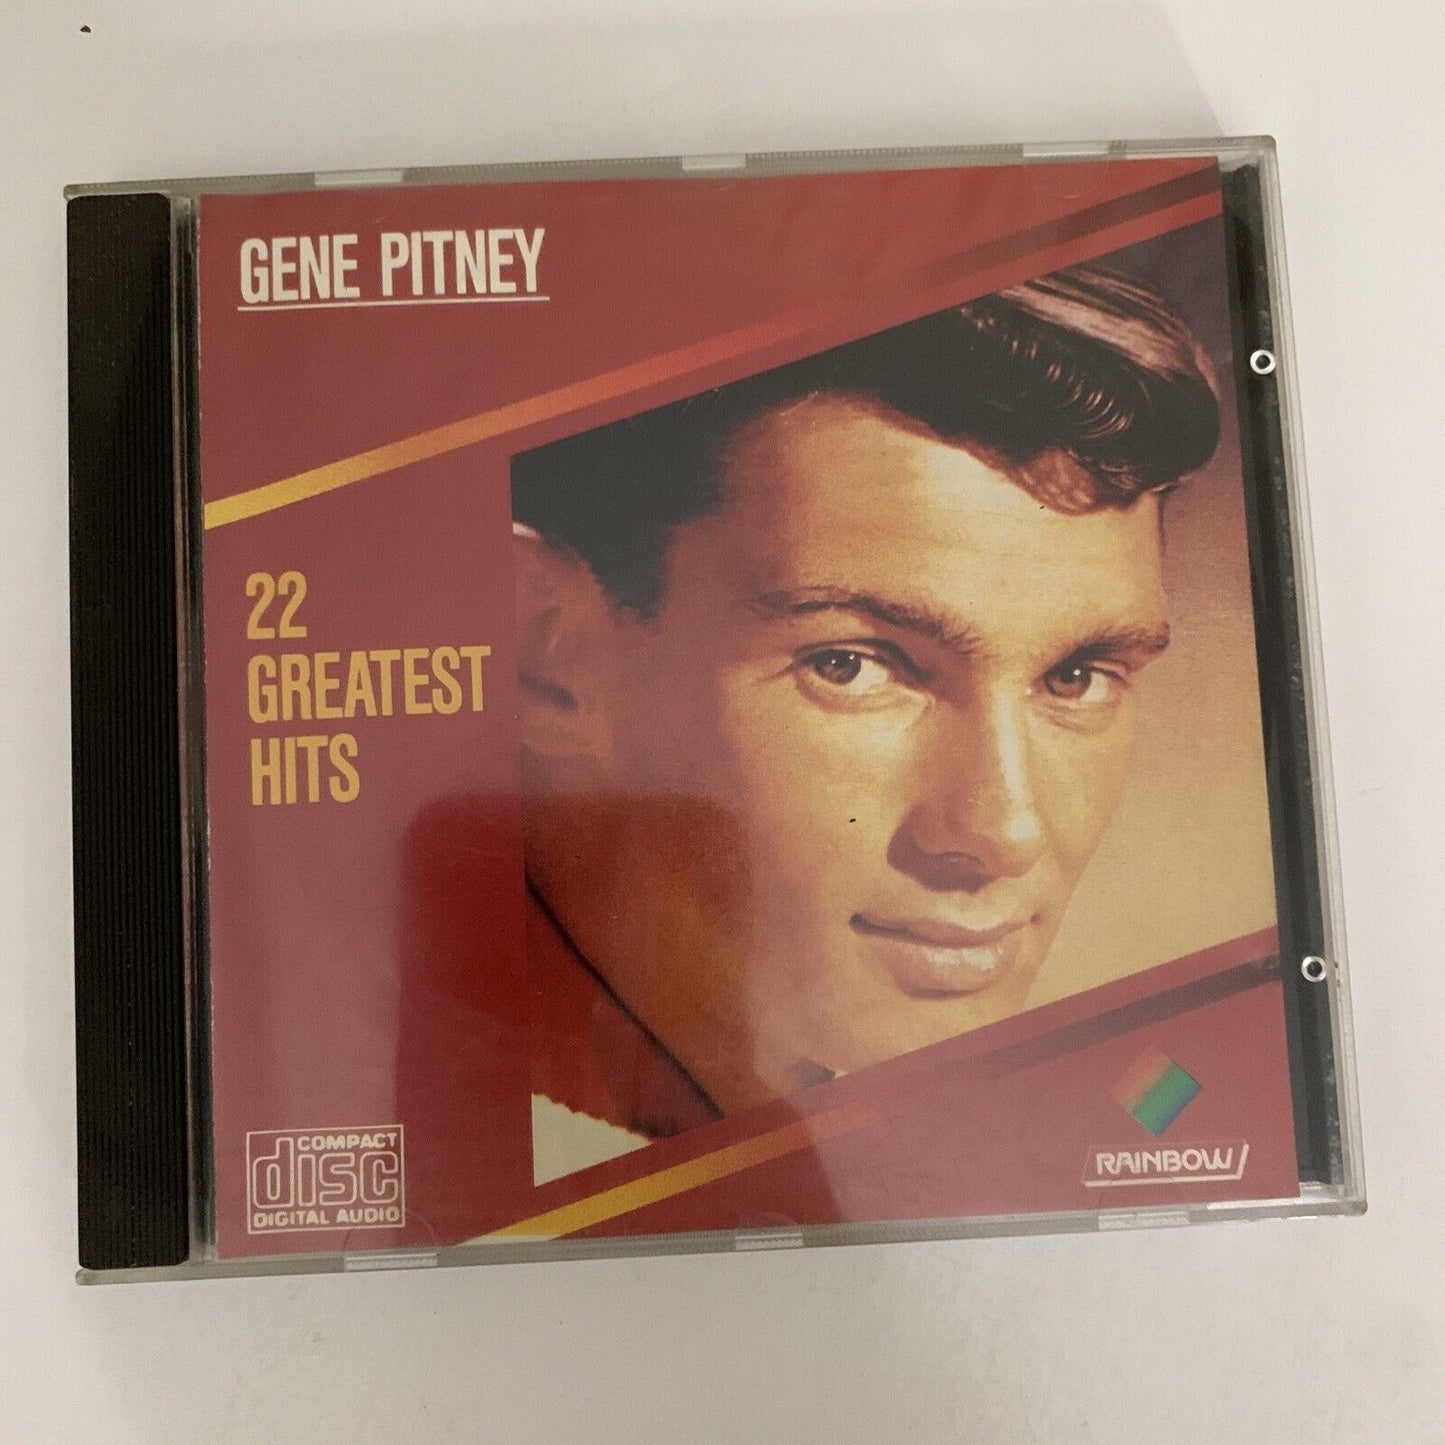 GENE PITNEY
22
GREATEST
HITS
COMPACT
disc
DIGITAL AUDIO
RAINBOW